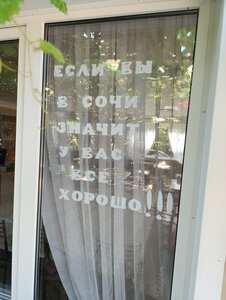 ЕСЛИ ВЫ
В СОЧИ
ЗНАЧИТ
У ВАС
ВСЁ
ХОРОШО!!!